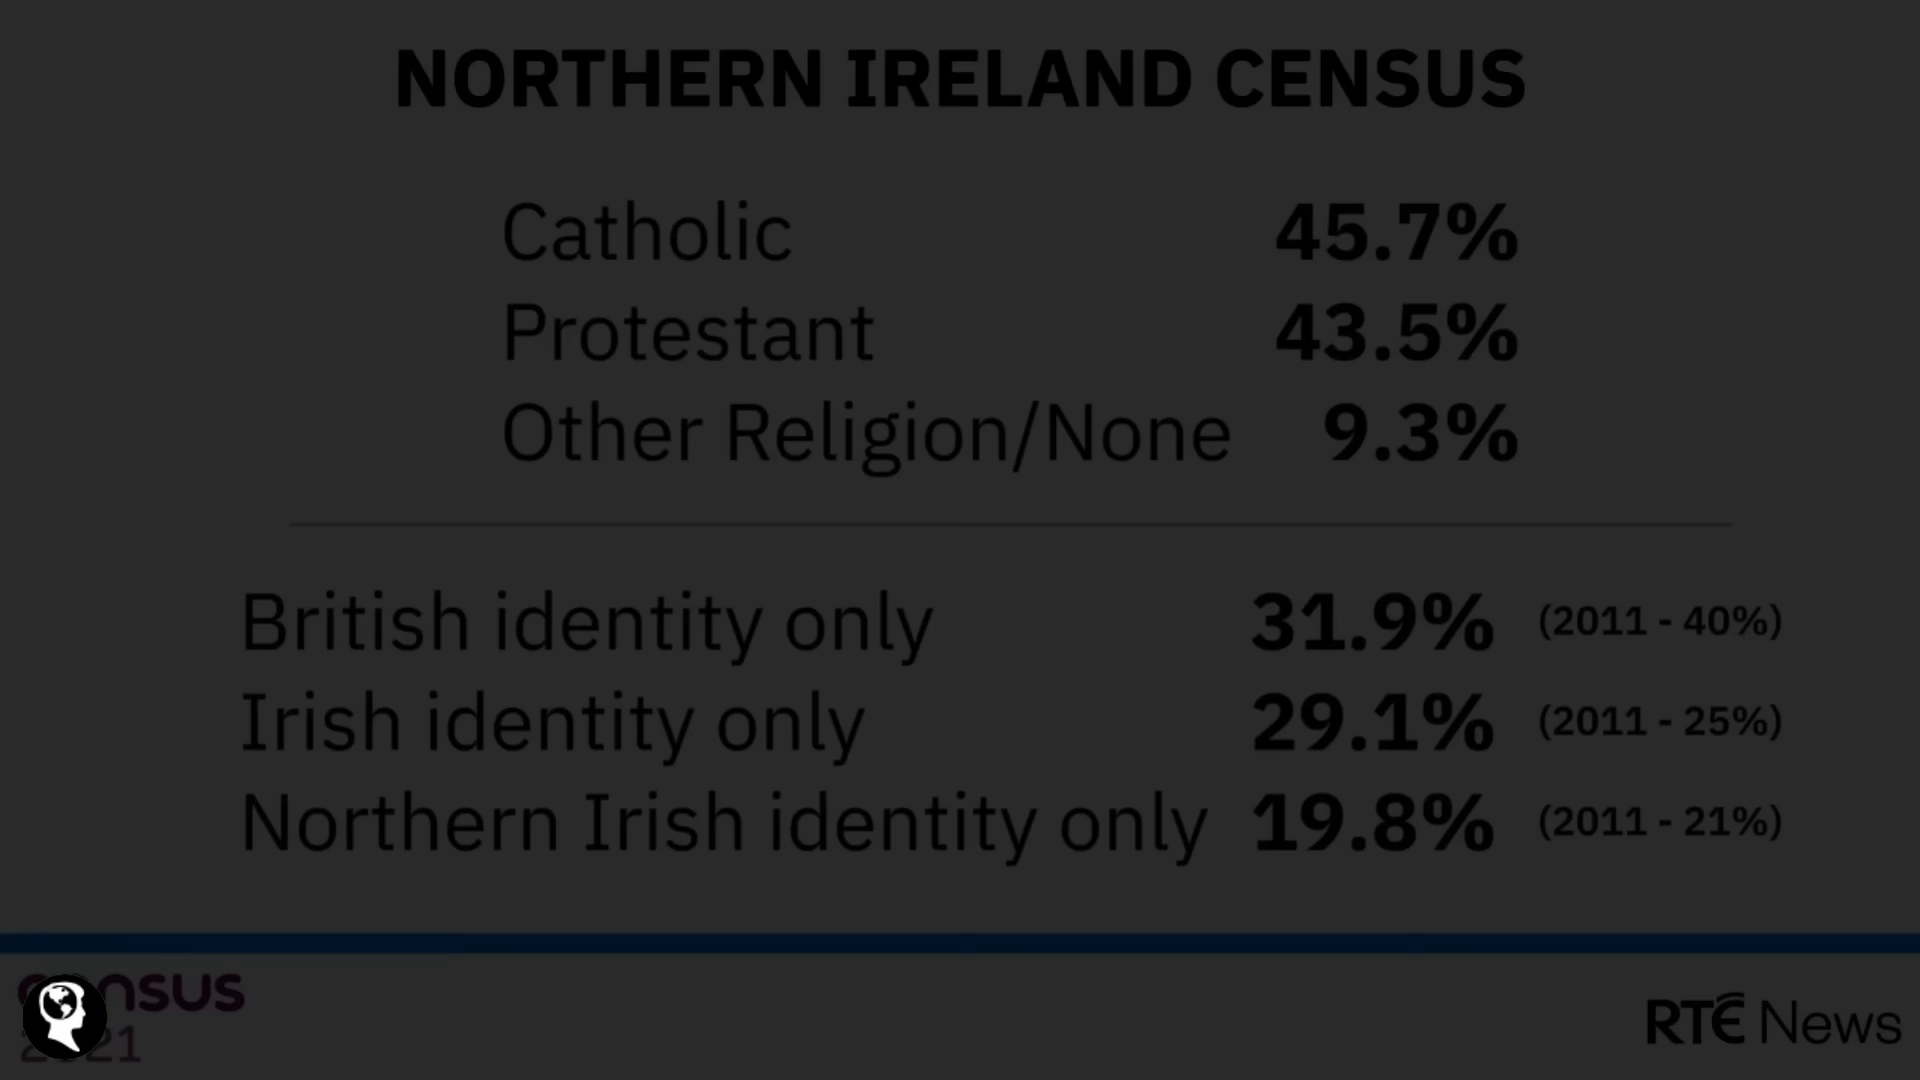 NORTHERN IRELAND CENSUS
Catholic 45.7%
Protestant 43.5%
Other Religion/None 9.3%
British identity only 31.9% (2011 - 40%)
Irish identity only 29.1% (2011 - 25%)
Northern Irish identity only 19.8% (2011 - 21%)
census
2021
RTÉ News